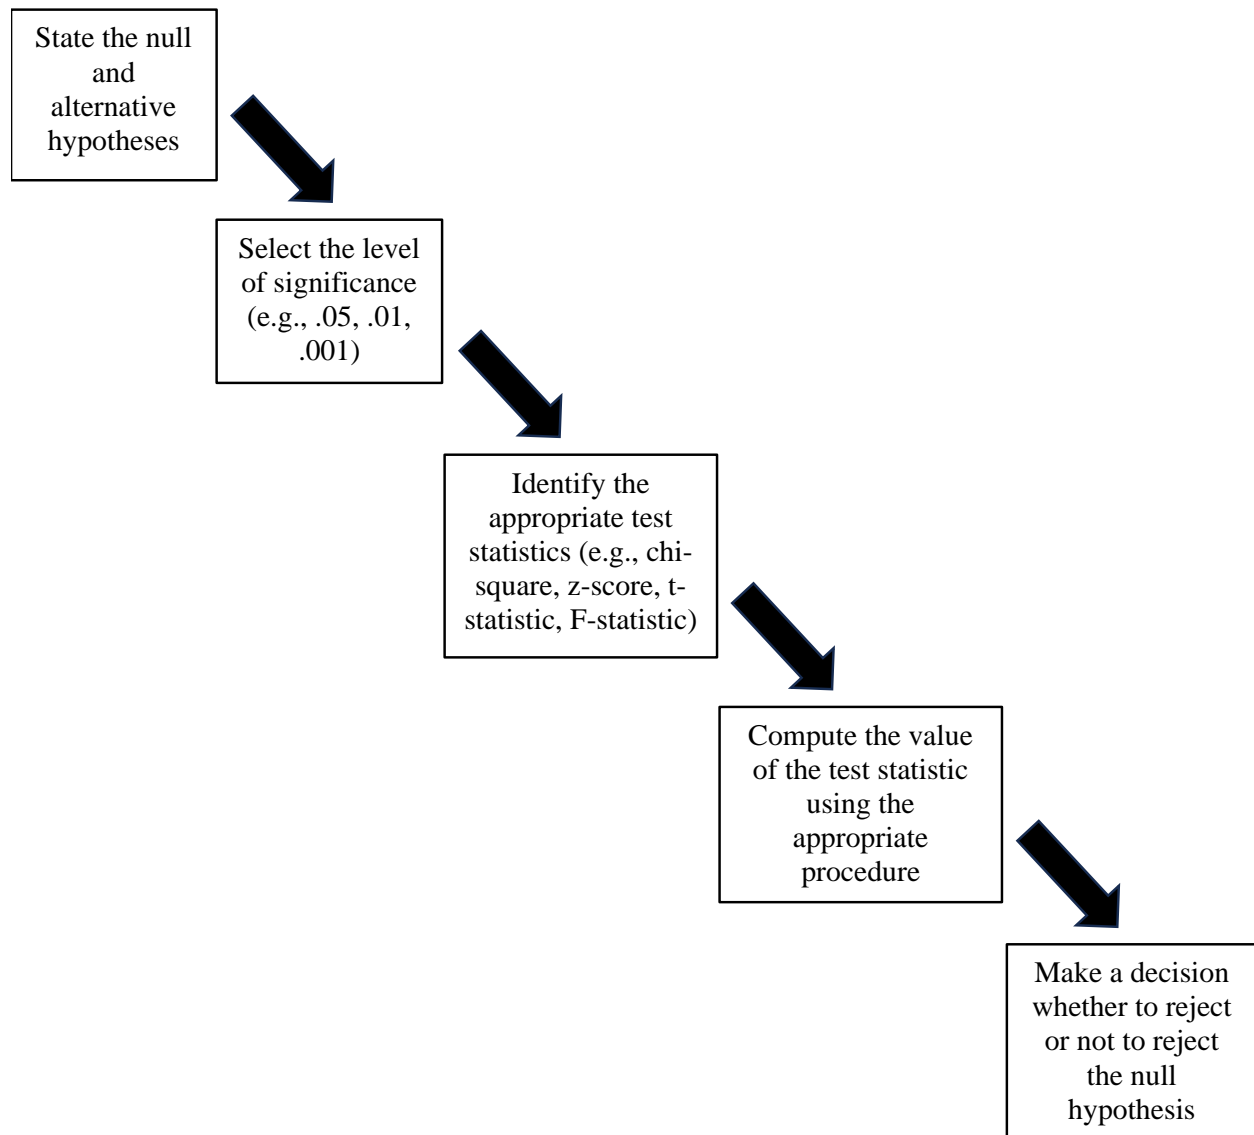 State the null
and
alternative
hypotheses
Select the level
of significance
(e.g., .05, .01,
.001)
Identify the
appropriate test
statistics (e.g., chi-
square, z-score, t-
statistic, F-statistic)
Compute the value
of the test statistic
using the
appropriate
procedure
Make a decision
whether to reject
or not to reject
the null
hypothesis